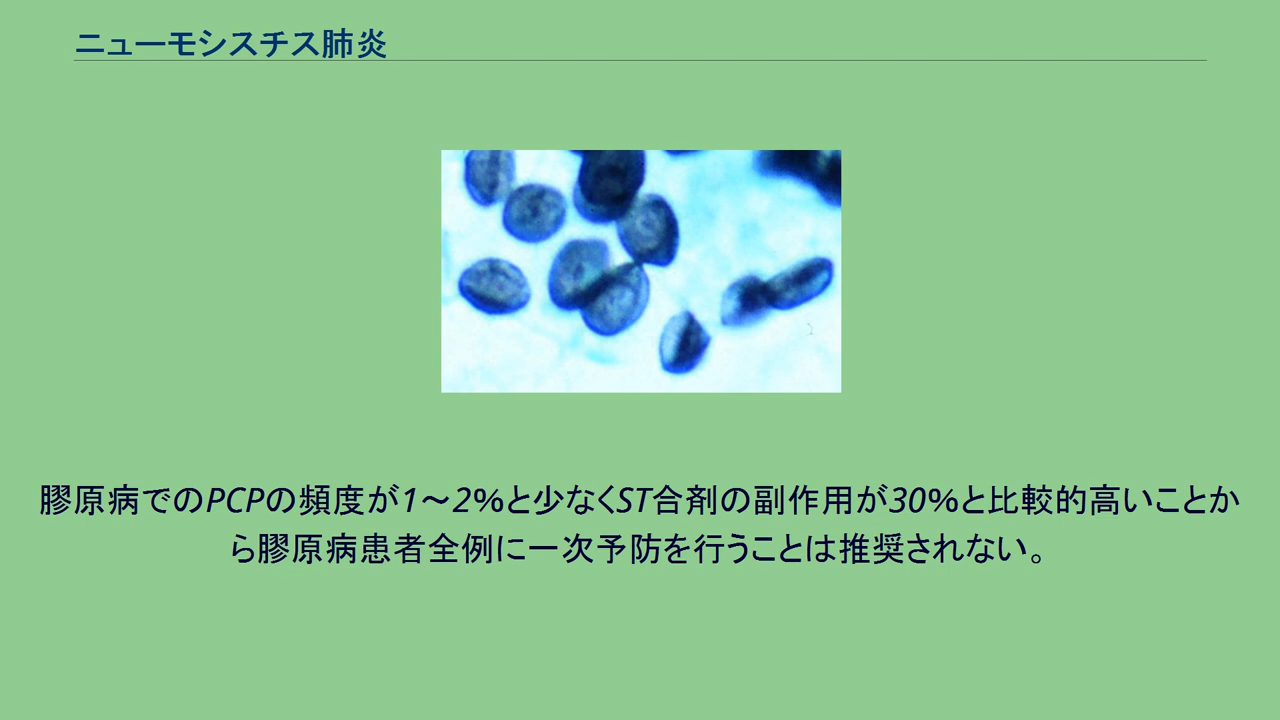 ニューモシスチス肺炎
膠原病でのPCPの頻度が1～2%と少なくST合剤の副作用が30%と比較的高いことか
ら膠原病患者全例に一次予防を行うことは推奨されない。